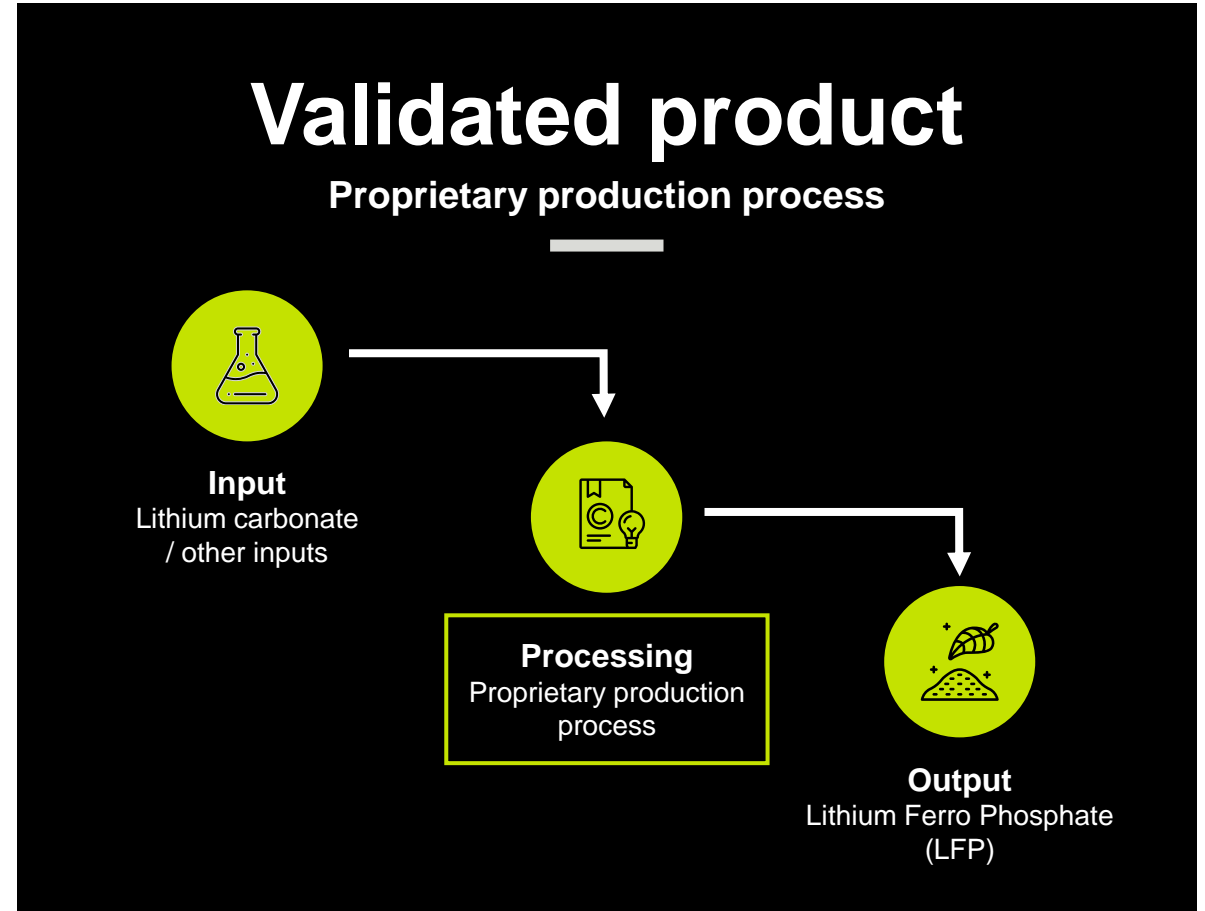 Validated product
Proprietary production process
Input
Lithium carbonate
/ other inputs
©
Processing
Proprietary production
process
Output
Lithium Ferro Phosphate
(LFP)